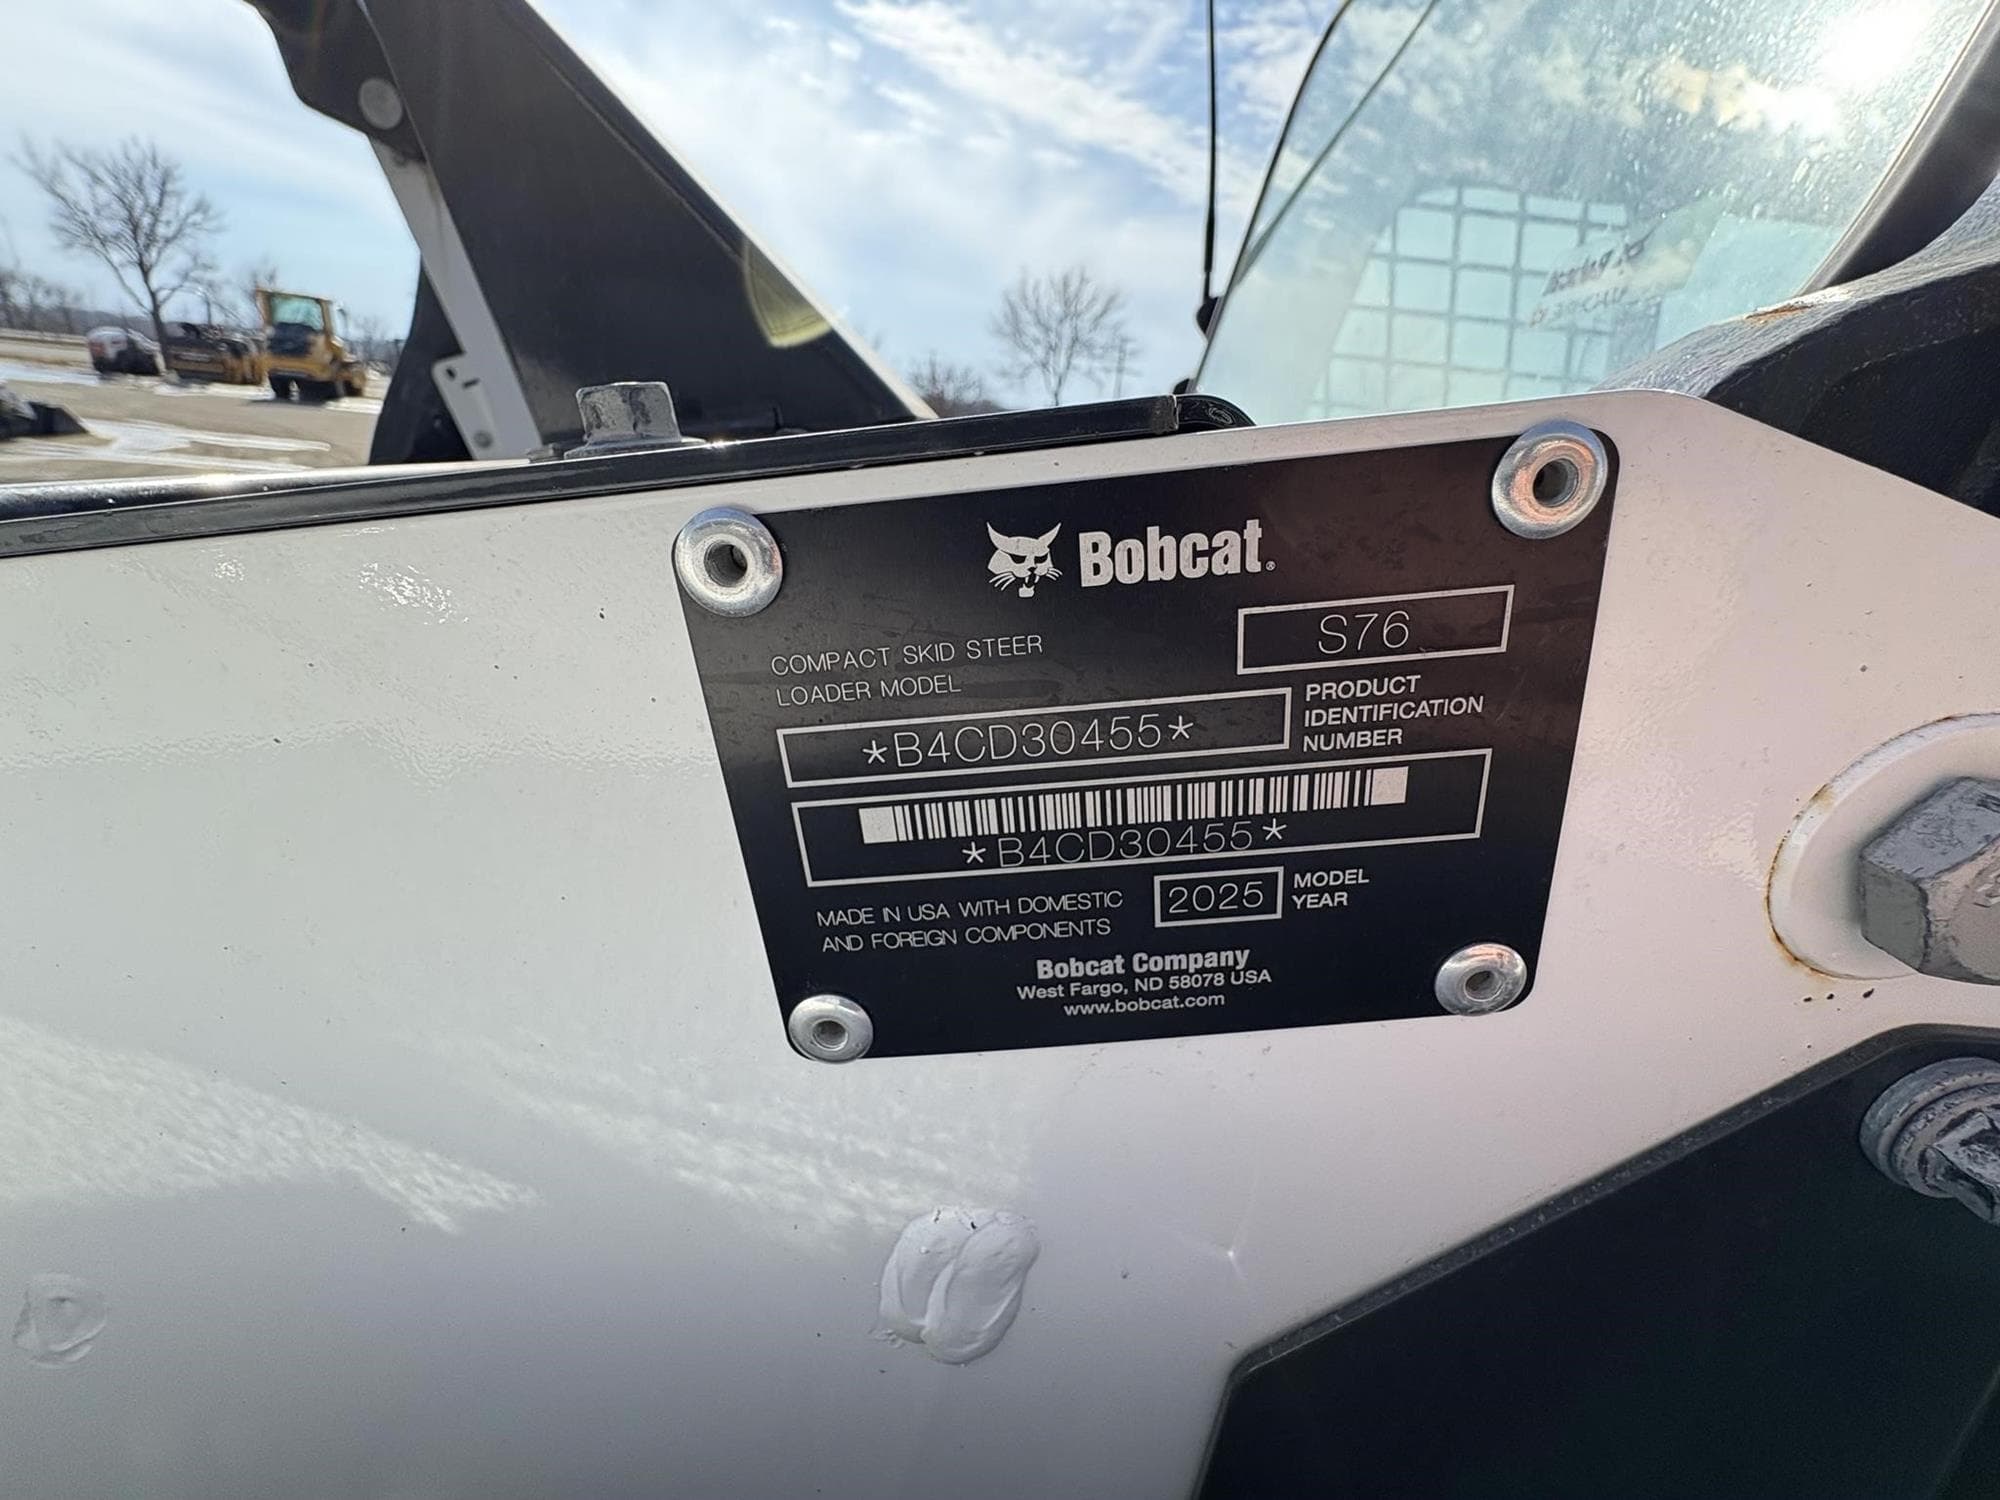 Bobcat®
COMPACT SKID STEER
LOADER MODEL
S76
*B4CD30455*
PRODUCT
IDENTIFICATION
NUMBER
*B4CD30455*
MADE IN USA WITH DOMESTIC
AND FOREIGN COMPONENTS
2025
MODEL
YEAR
Bobcat Company
West Fargo, ND 58078 USA
www.bobcat.com